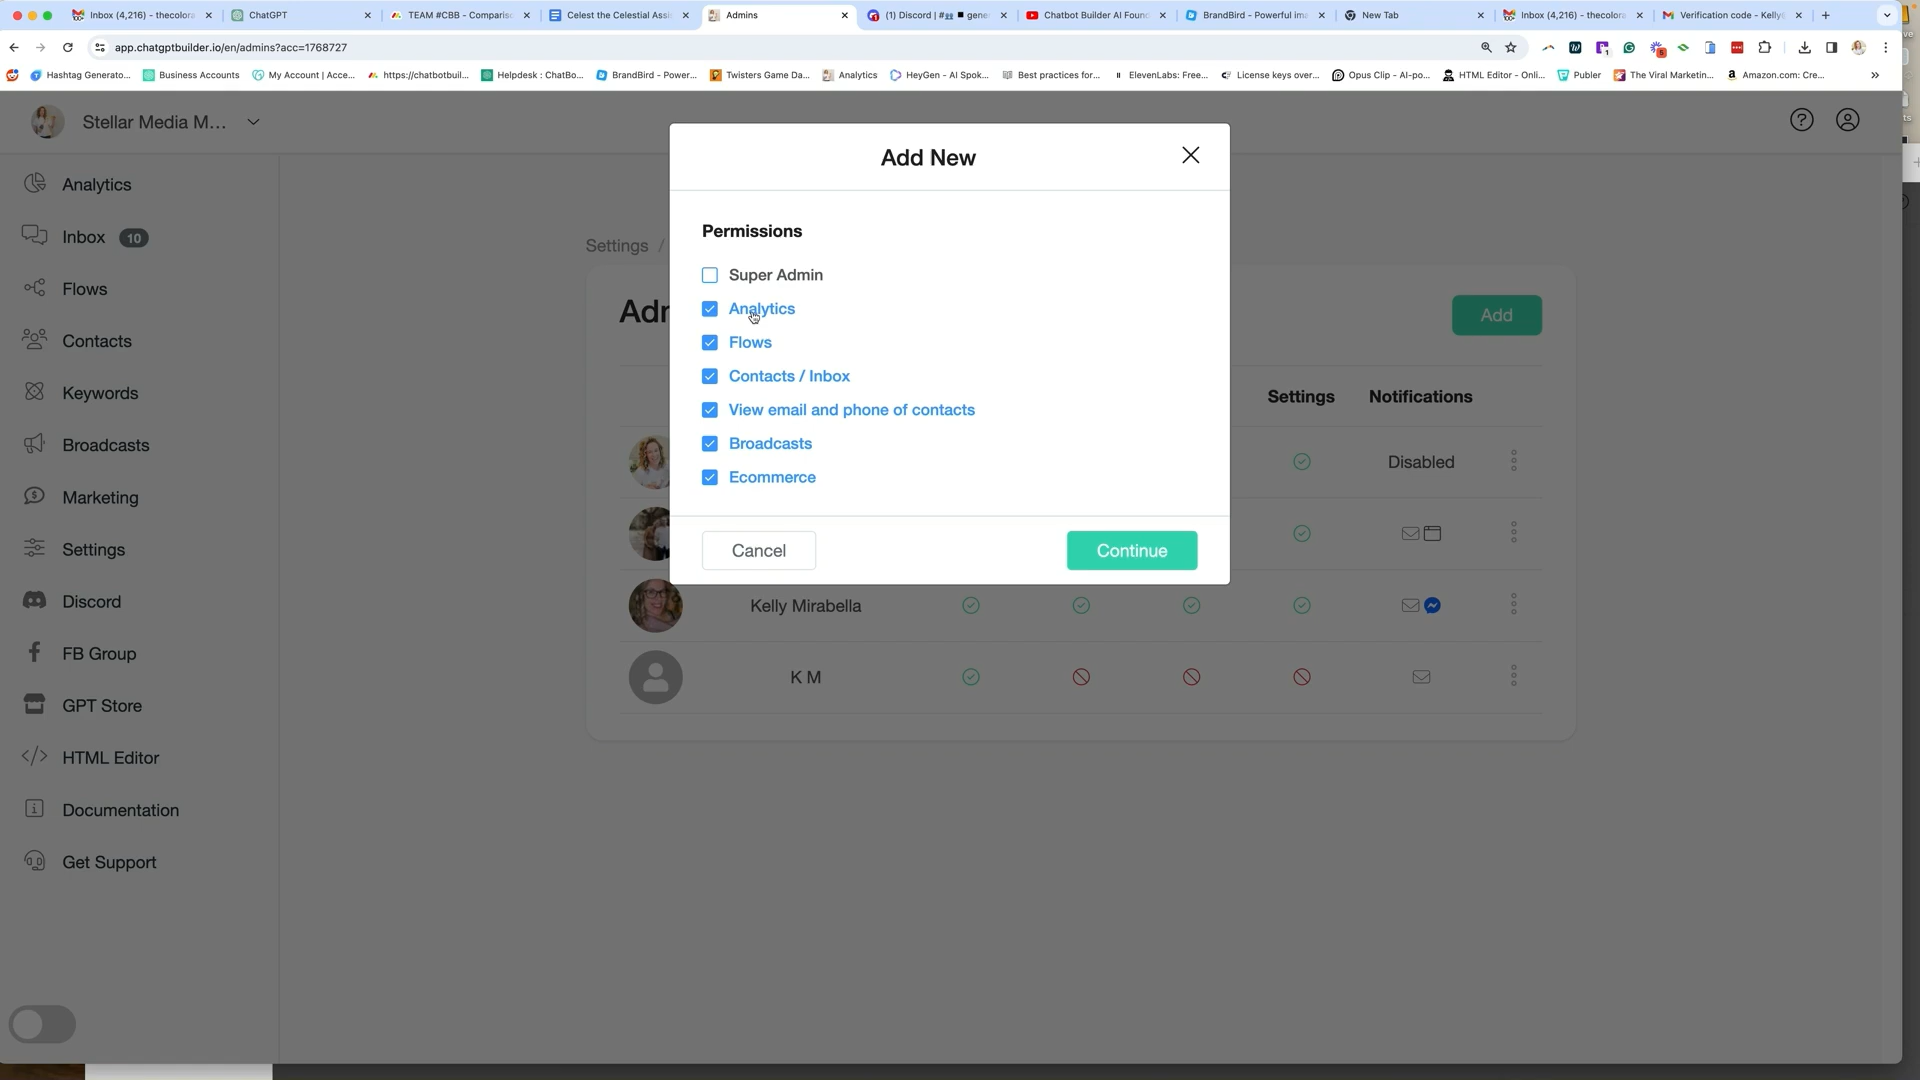 Inbox (4,216) - thecolora
ChatGPT
TEAM #CBB - Comparis
Celest the Celestial Assi
Admins
(1) Discord | #
gene
Chatbot Builder AI Foun
BrandBird - Powerful im
New Tab
Inbox (4,216) - thecolora
Verification code - Kelly@
app.chatgptbuilder.io/en/admins?acc=1768727
Hashtag Generato...
Business Accounts
My Account | Acce...
https://chatbotbuil...
Helpdesk : ChatBo...
BrandBird - Power...
Twisters Game Da...
Analytics
HeyGen - AI Spok...
Best practices for...
ElevenLabs: Free...
License keys over...
Opus Clip - AI-po...
HTML Editor - Onli...
Publer
The Viral Marketin...
Amazon.com: Cre...
Stellar Media M...
Analytics
Inbox 10
Flows
Contacts
Keywords
Broadcasts
Marketing
Settings
Discord
FB Group
GPT Store
HTML Editor
Documentation
Get Support
Settings /
Add
Settings Notifications
Disabled
Kelly Mirabella
K M
Add New
Permissions
Super Admin
Analytics
Flows
Contacts / Inbox
View email and phone of contacts
Broadcasts
Ecommerce
Cancel
Continue